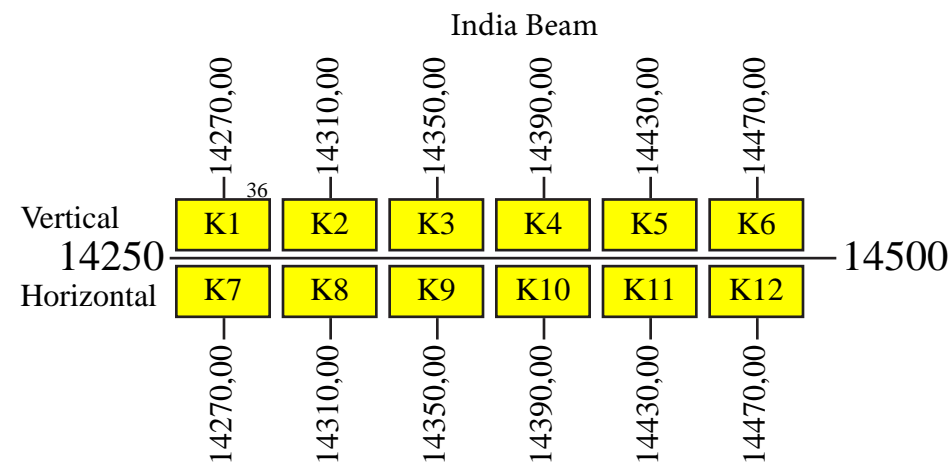 India Beam
14270,00 14310,00 14350,00 14390,00 14430,00 14470,00
36
Vertical K1 K2 K3 K4 K5 K6
14250 14500
Horizontal K7 K8 K9 K10 K11 K12
14270,00 14310,00 14350,00 14390,00 14430,00 14470,00